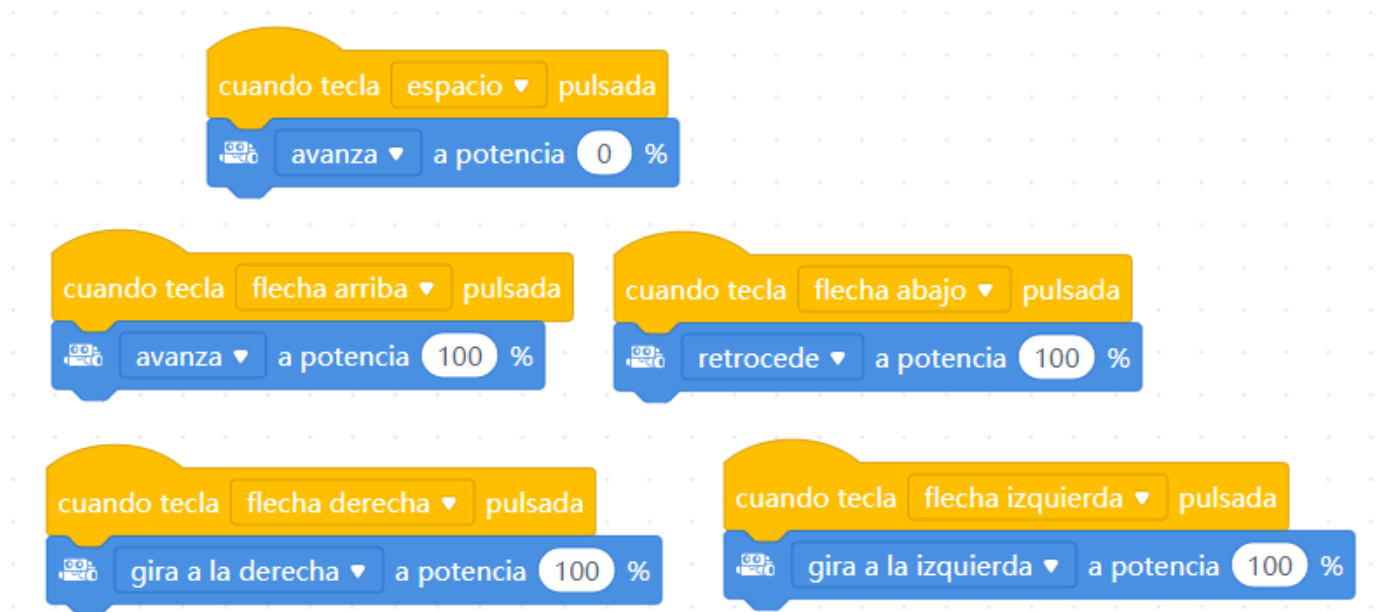 cuando tecla espacio pulsada
avanza a potencia 0 %
cuando tecla flecha arriba pulsada
avanza a potencia 100 %
cuando tecla flecha abajo pulsada
retrocede a potencia 100 %
cuando tecla flecha derecha pulsada
gira a la derecha a potencia 100 %
cuando tecla flecha izquierda pulsada
gira a la izquierda a potencia 100 %